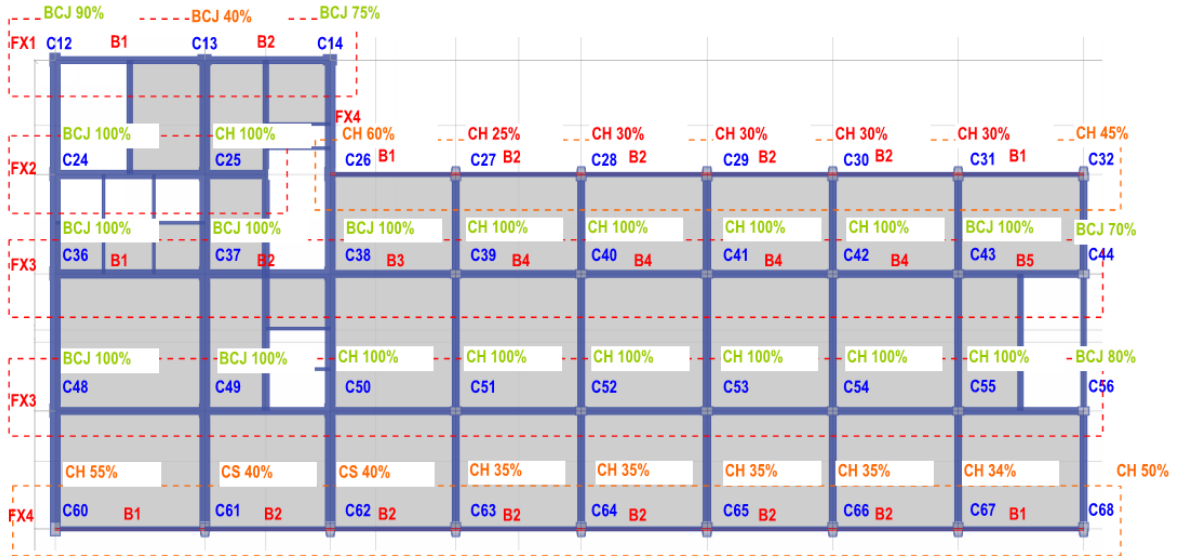 BCJ 90% BCJ 40% BCJ 75%
FX1 C12 B1 C13 B2 C14
FX4
BCJ 100% CH 100% CH 60% CH 25% CH 30% CH 30% CH 30% CH 30% CH 45%
FX2 C24 C25 C26 B1 C27 B2 C28 B2 C29 B2 C30 B2 C31 B1 C32
BCJ 100% BCJ 100% BCJ 100% CH 100% CH 100% CH 100% CH 100% BCJ 100% BCJ 70%
FX3 C36 B1 C37 B2 C38 B3 C39 B4 C40 B4 C41 B4 C42 B4 C43 B5 C44
BCJ 100% BCJ 100% CH 100% CH 100% CH 100% CH 100% CH 100% CH 100% BCJ 80%
FX3 C48 C49 C50 C51 C52 C53 C54 C55 C56
CH 55% CS 40% CS 40% CH 35% CH 35% CH 35% CH 35% CH 34% CH 50%
FX4 C60 B1 C61 B2 C62 B2 C63 B2 C64 B2 C65 B2 C66 B2 C67 B1 C68